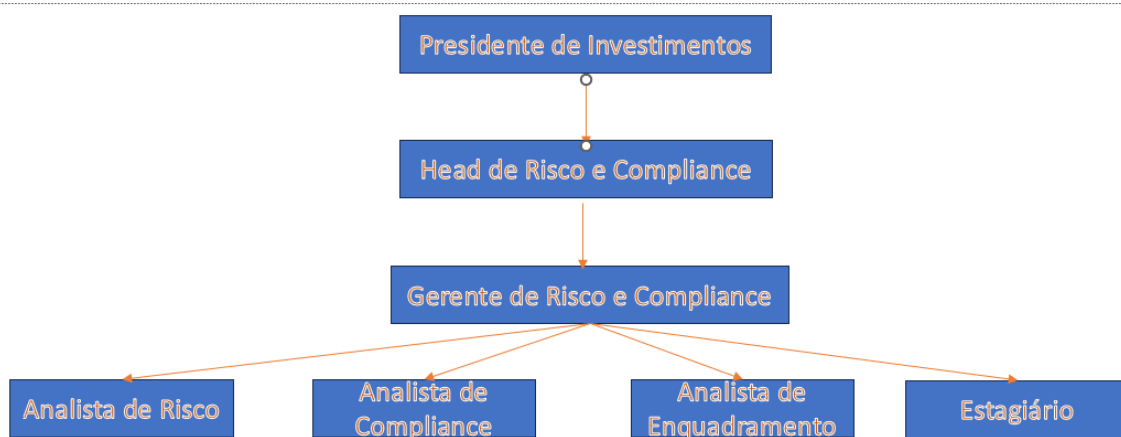 Presidente de Investimentos
Head de Risco e Compliance
Gerente de Risco e Compliance
Analista de Risco
Analista de
Compliance
Analista de
Enquadramento
Estagiário